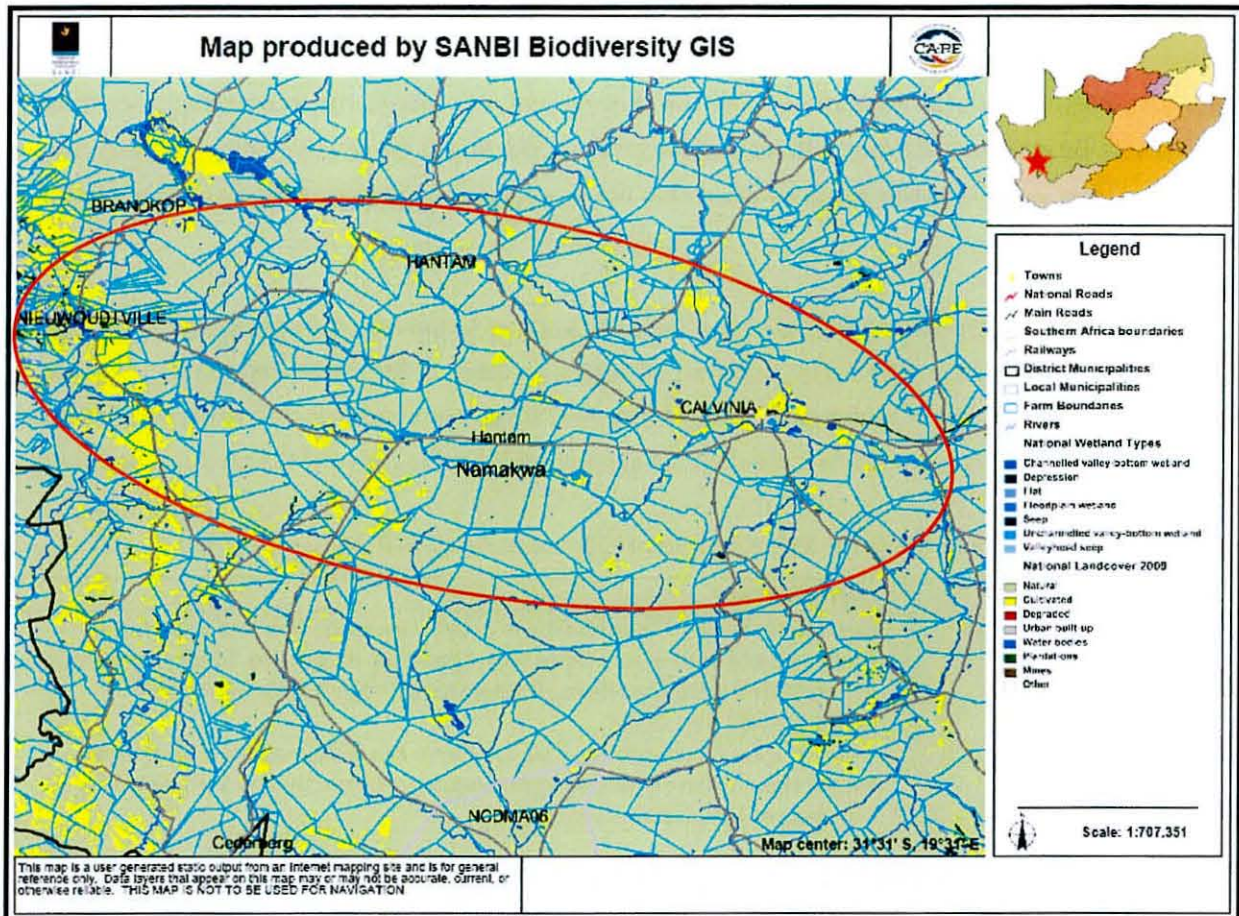 Map produced by SANBI Biodiversity GIS
CAPE
BRANDKOP
HANTAM
NIEUWOUDTVILLE
CALVINIA
Hantam
Namakwa
NCDMA06
Cederberg
Map center: 31°31' S, 19°31' E
Legend
Towns
National Roads
Main Roads
Southern Africa boundaries
Railways
District Municipalities
Local Municipalities
Farm Boundaries
Rivers
National Wetland Types
Channelled valley-bottom wetland
Depression
Flat
Floodplain wetland
Seep
Unchannelled valley-bottom wetland
Valleyhead seep
National Landcover 2009
Natural
Cultivated
Degraded
Urban built-up
Water bodies
Plantations
Mines
Other
Scale: 1:707,351
This map is a user generated static output from an Internet mapping site and is for general
reference only. Data layers that appear on this map may or may not be accurate, current, or
otherwise reliable. THIS MAP IS NOT TO BE USED FOR NAVIGATION